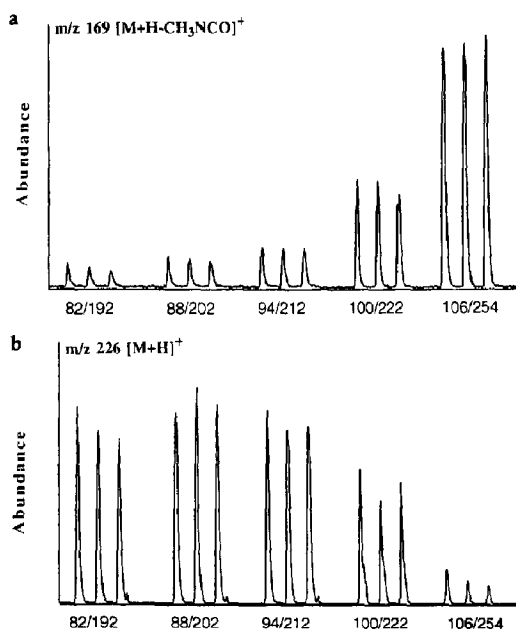 a
m/z 169 [M+H-CH₃NCO]⁺
Abundance
82/192 88/202 94/212 100/222 106/254
b
m/z 226 [M+H]⁺
Abundance
82/192 88/202 94/212 100/222 106/254